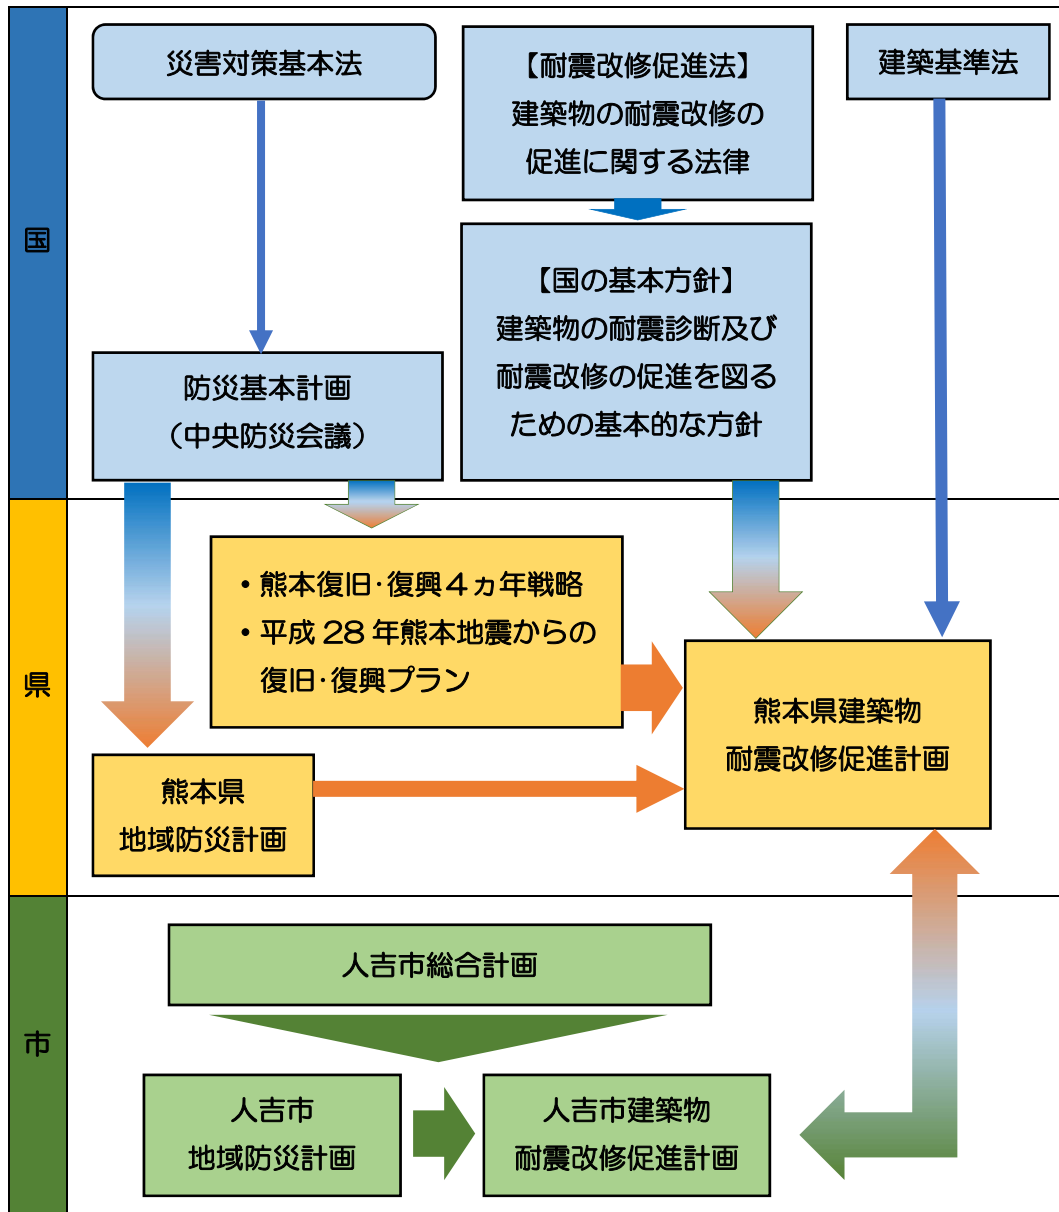 国
災害対策基本法
【耐震改修促進法】
建築物の耐震改修の
促進に関する法律
建築基準法
【国の基本方針】
建築物の耐震診断及び
耐震改修の促進を図る
ための基本的な方針
防災基本計画
（中央防災会議）
県
・熊本復旧･復興４ヵ年戦略
・平成 28 年熊本地震からの
復旧･復興プラン
熊本県建築物
耐震改修促進計画
熊本県
地域防災計画
市
人吉市総合計画
人吉市
地域防災計画
人吉市建築物
耐震改修促進計画